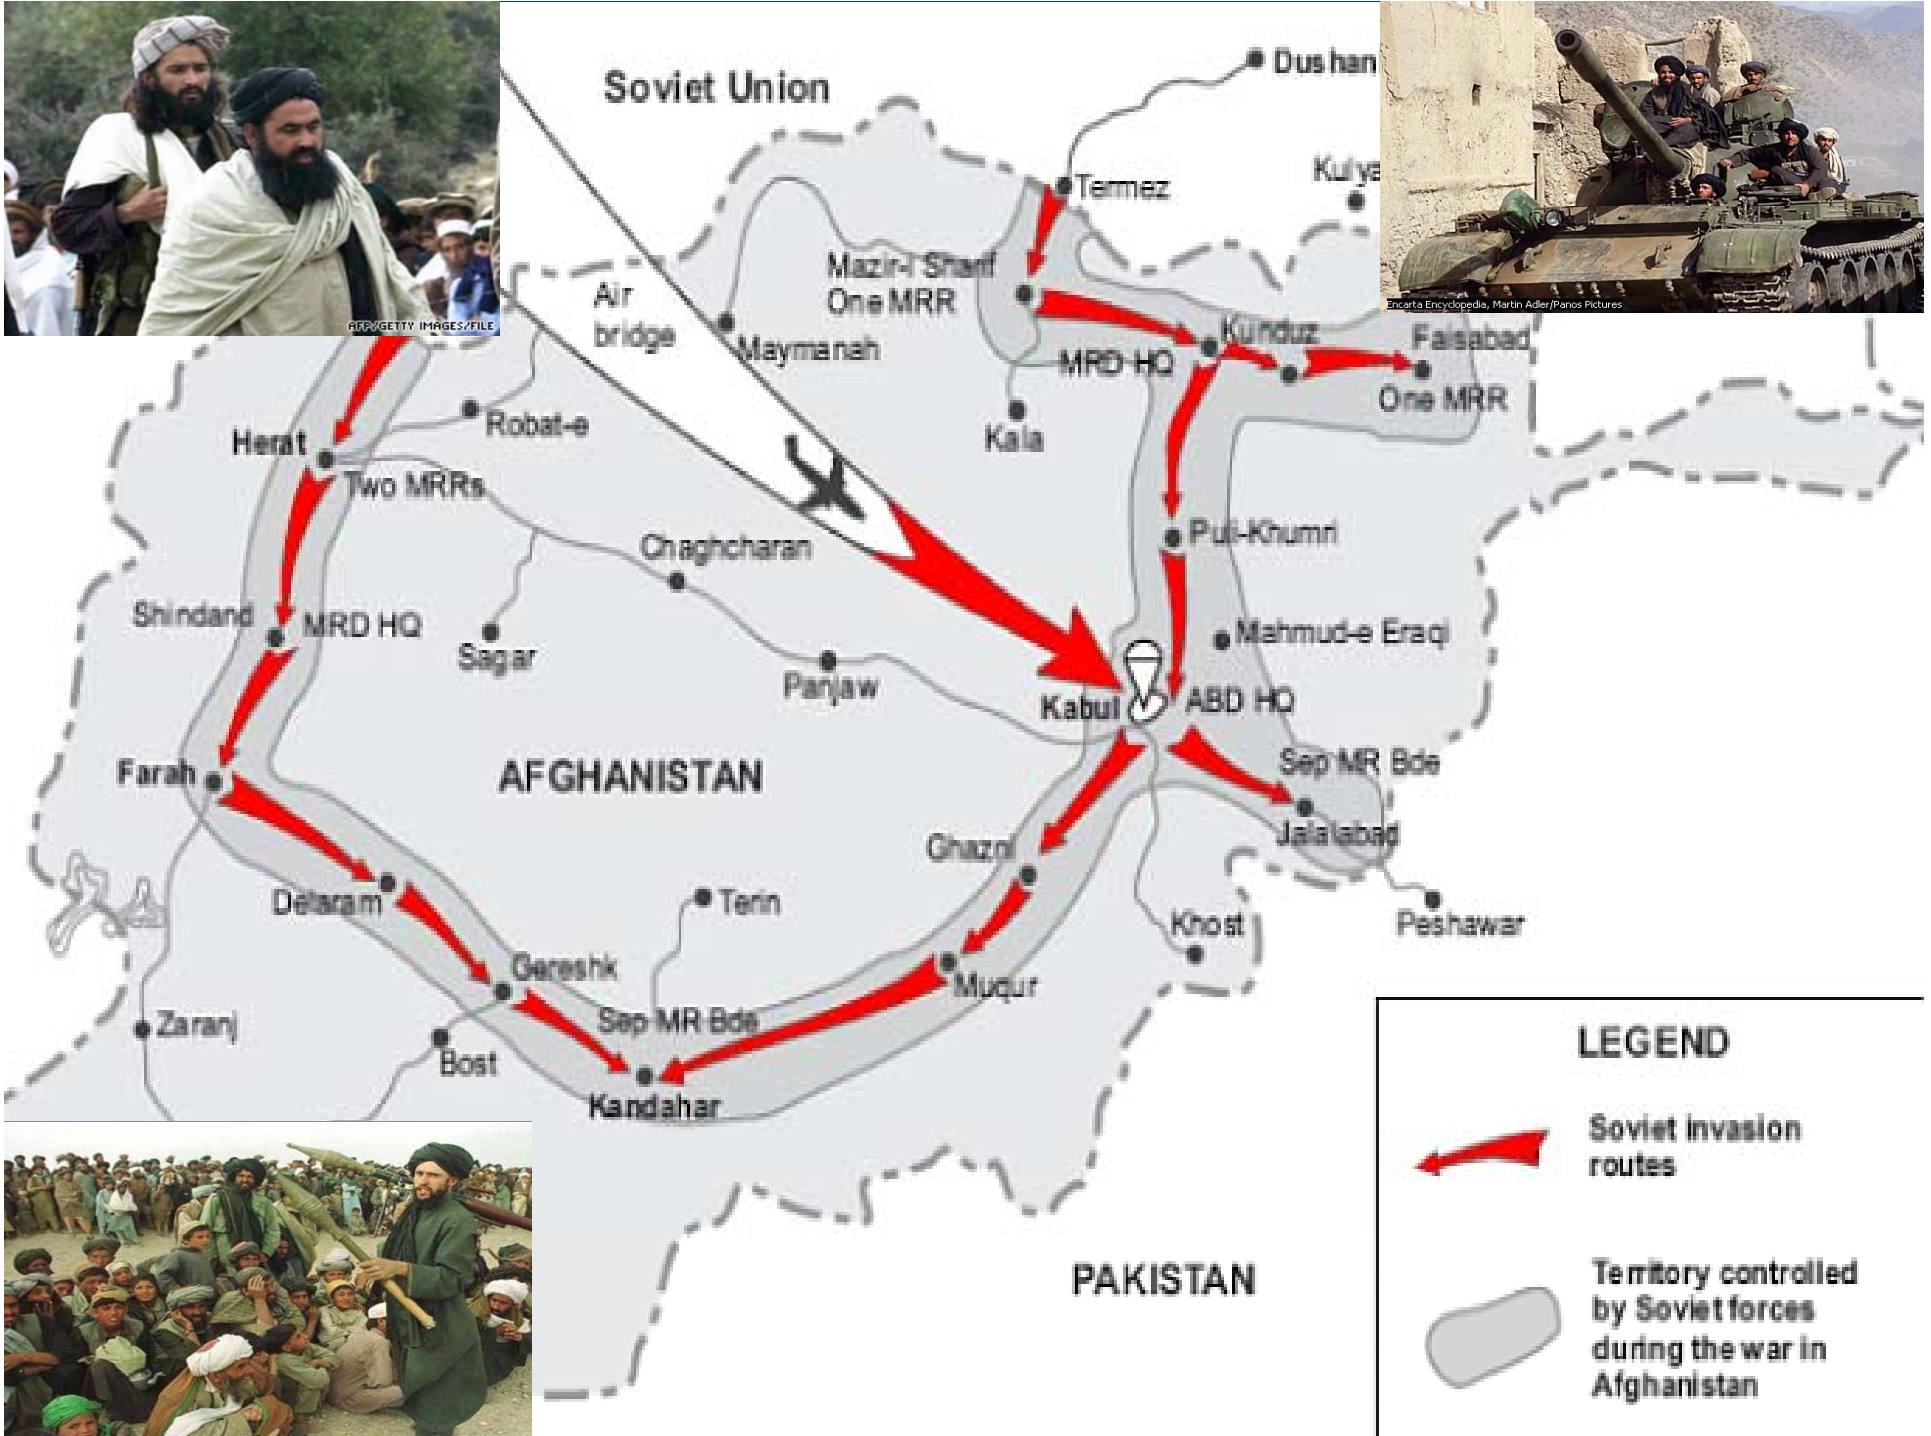 Soviet Union
Dushan
Termez
Kulya
Mazir-i Sharif
One MRR
Air
bridge
Maymanah
Kunduz
MRD HQ
Faisabad
One MRR
Robat-e
Kala
Herat
Two MRRs
Puli-Khumri
Chaghcharan
Shindand
MRD HQ
Sagar
Panjaw
Mahmud-e Eraqi
Kabul
ABD HQ
Farah
AFGHANISTAN
Sep MR Bde
Jalalabad
Ghazni
Delaram
Terin
Khost
Peshawar
Gereshk
Muqur
Zaranj
Sep MR Bde
Bost
Kandahar
PAKISTAN
LEGEND
Soviet invasion
routes
Territory controlled
by Soviet forces
during the war in
Afghanistan
AFP/GETTY IMAGES/FILE
Encarta Encyclopedia, Martin Adler/Panos Pictures